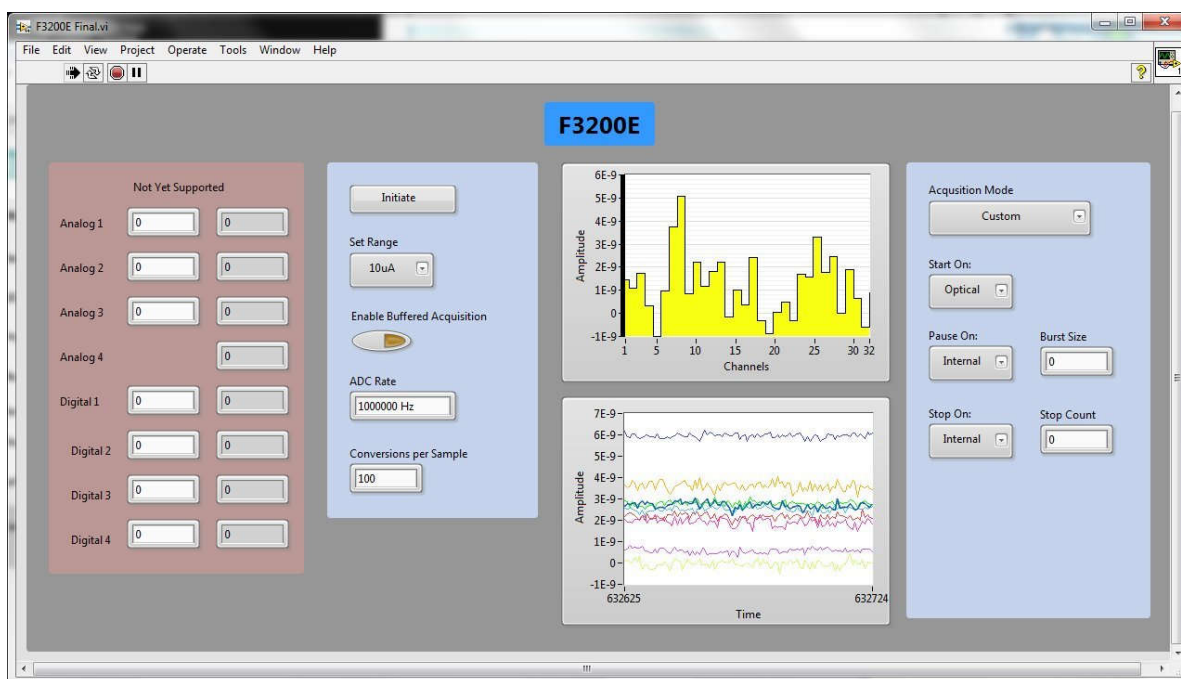 F3200E Final.vi
File Edit View Project Operate Tools Window Help
F3200E
Not Yet Supported
Analog 1 0 0
Analog 2 0 0
Analog 3 0 0
Analog 4 0
Digital 1 0 0
Digital 2 0 0
Digital 3 0 0
Digital 4 0 0
Initiate
Set Range
10uA
Enable Buffered Acquisition
ADC Rate
1000000 Hz
Conversions per Sample
100
6E-9
5E-9
4E-9
3E-9
2E-9
1E-9
0
-1E-9
Amplitude
1 5 10 15 20 25 30 32
Channels
7E-9
6E-9
5E-9
4E-9
3E-9
2E-9
1E-9
0
-1E-9
Amplitude
632625 632724
Time
Acqusition Mode
Custom
Start On:
Optical
Pause On: Burst Size
Internal 0
Stop On: Stop Count
Internal 0